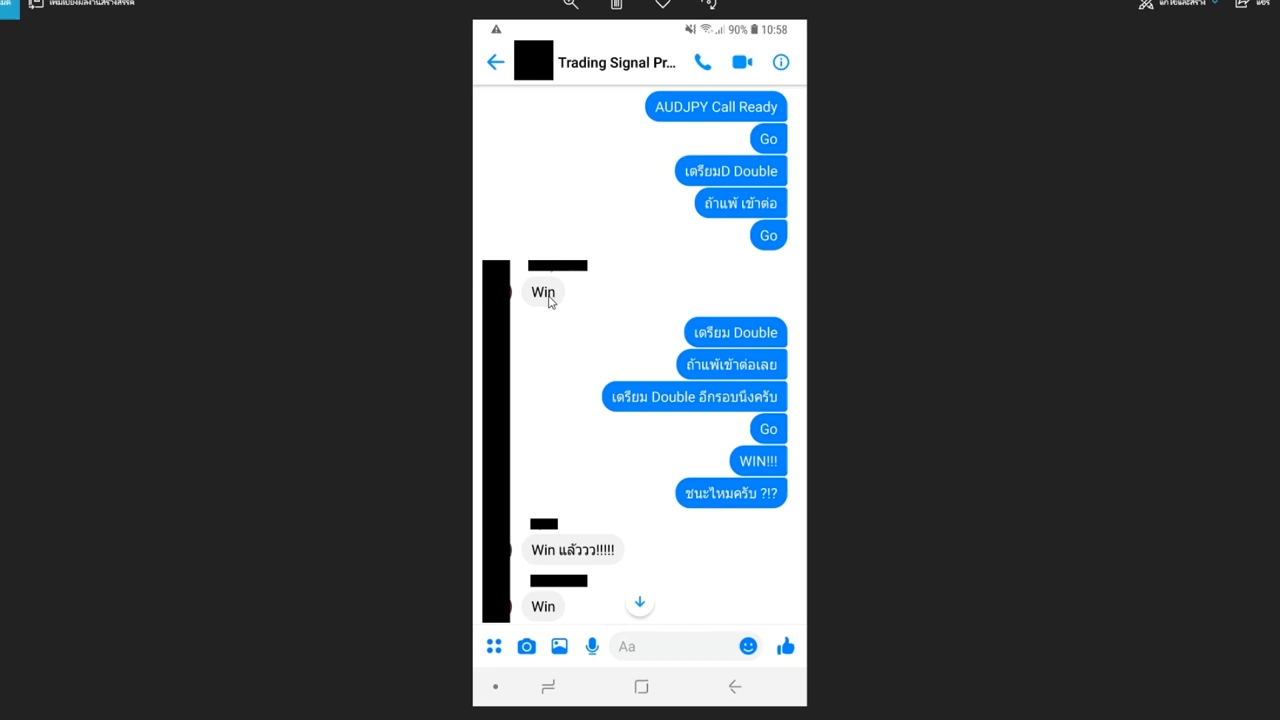 10:58
90%
Trading Signal Pr...
AUDJPY Call Ready
Go
เตรียมD Double
ถ้าแพ้ เข้าต่อ
Go
Win
เตรียม Double
ถ้าแพ้เข้าต่อเลย
เตรียม Double อีกรอบนึงครับ
Go
WIN!!!
ชนะไหมครับ ?!?
Win แล้ววว!!!!!
Win
Aa